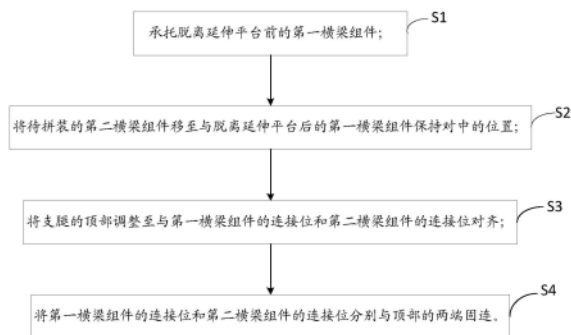 S1
承托脱离延伸平台前的第一横梁组件;
S2
将待拼装的第二横梁组件移至与脱离延伸平台后的第一横梁组件保持对中的位置;
S3
将支腿的顶部调整至与第一横梁组件的连接位和第二横梁组件的连接位对齐;
S4
将第一横梁组件的连接位和第二横梁组件的连接位分别与顶部的两端固连。